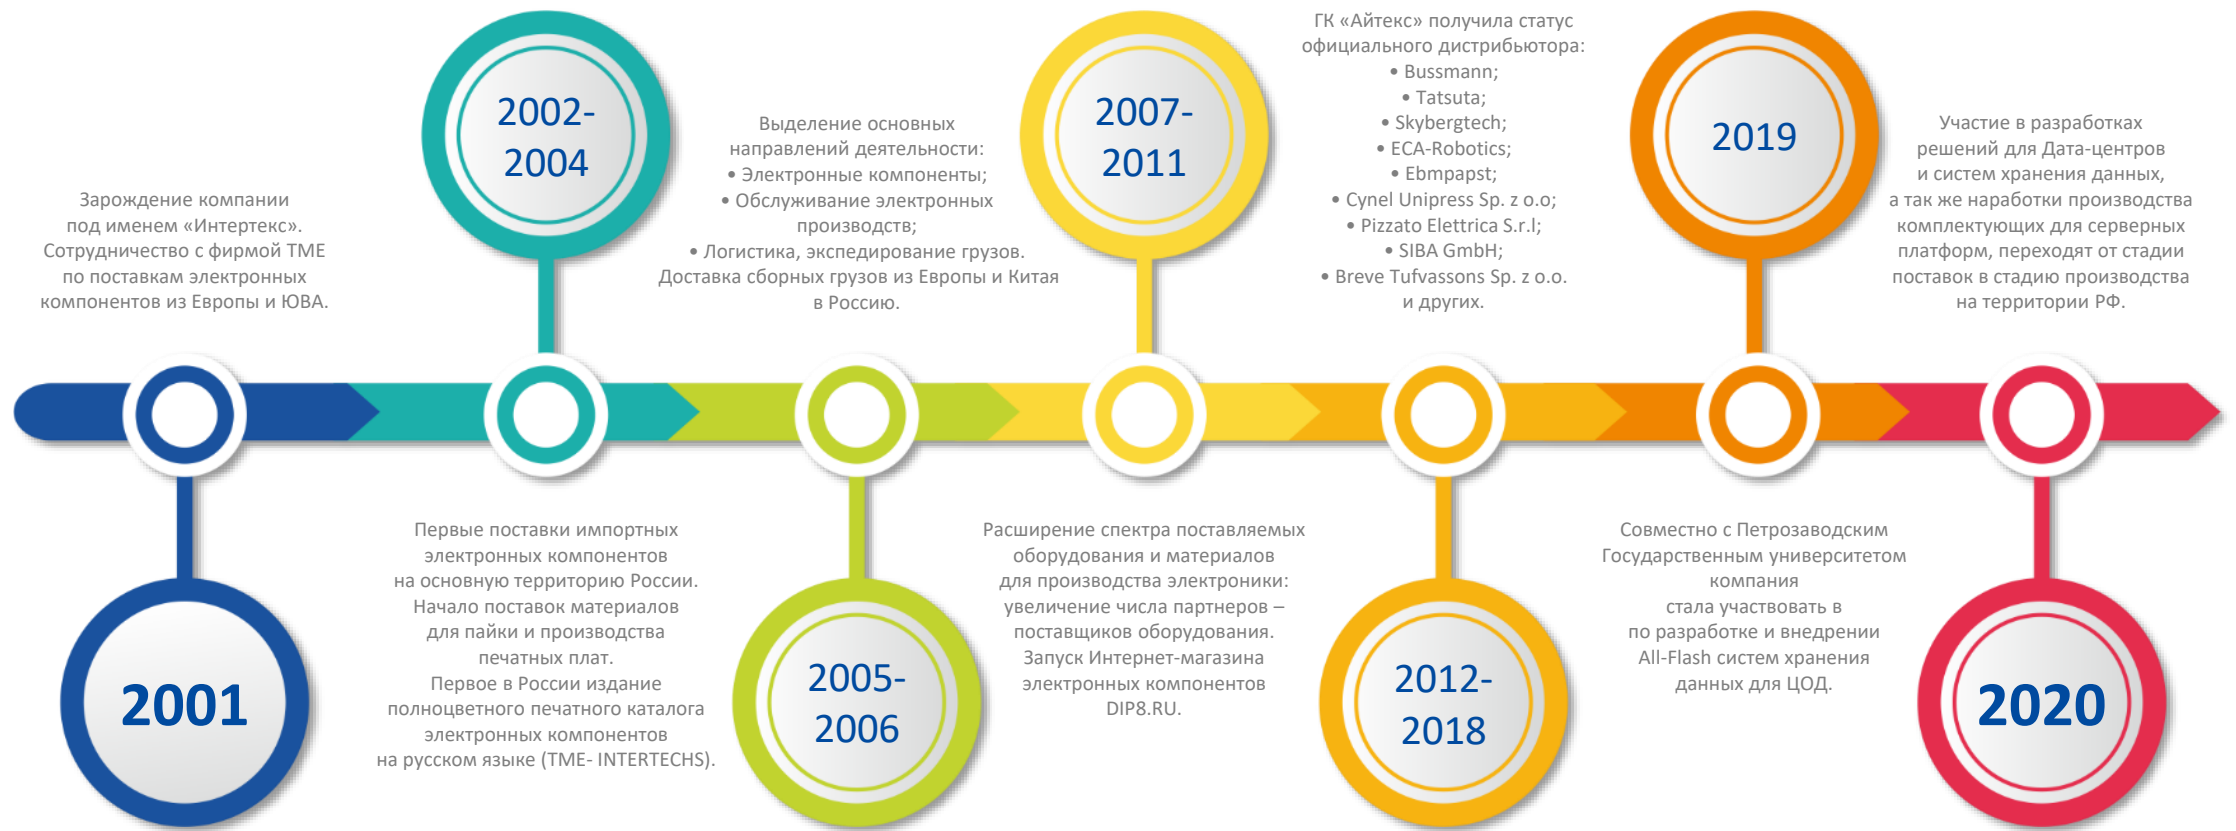 2001
Зарождение компании
под именем «Интертекс».
Сотрудничество с фирмой TME
по поставкам электронных
компонентов из Европы и ЮВА.
2002-
2004
Первые поставки импортных
электронных компонентов
на основную территорию России.
Начало поставок материалов
для пайки и производства
печатных плат.
Первое в России издание
полноцветного печатного каталога
электронных компонентов
на русском языке (TME- INTERTECHS).
Выделение основных
направлений деятельности:
• Электронные компоненты;
• Обслуживание электронных
производств;
• Логистика, экспедирование грузов.
Доставка сборных грузов из Европы и Китая
в Россию.
2005-
2006
2007-
2011
Расширение спектра поставляемых
оборудования и материалов
для производства электроники:
увеличение числа партнеров –
поставщиков оборудования.
Запуск Интернет-магазина
электронных компонентов
DIP8.RU.
ГК «Айтекс» получила статус
официального дистрибьютора:
• Bussmann;
• Tatsuta;
• Skybergtech;
• ECA-Robotics;
• Ebmpapst;
• Cynel Unipress Sp. z o.o;
• Pizzato Elettrica S.r.l;
• SIBA GmbH;
• Breve Tufvassons Sp. z o.o.
и других.
2012-
2018
2019
Совместно с Петрозаводским
Государственным университетом
компания
стала участвовать в
по разработке и внедрении
All-Flash систем хранения
данных для ЦОД.
Участие в разработках
решений для Дата-центров
и систем хранения данных,
а так же наработки производства
комплектующих для серверных
платформ, переходят от стадии
поставок в стадию производства
на территории РФ.
2020